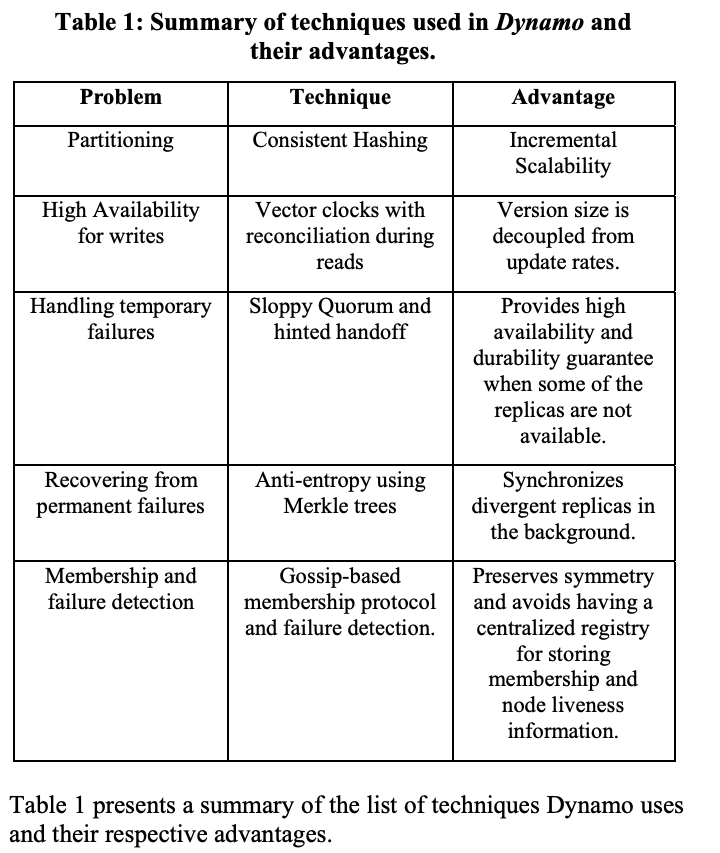 Table 1: Summary of techniques used in Dynamo and
their advantages.
Problem
Technique
Advantage
Partitioning
Consistent Hashing
Incremental
Scalability
High Availability
for writes
Vector clocks with
reconciliation during
reads
Version size is
decoupled from
update rates.
Handling temporary
failures
Sloppy Quorum and
hinted handoff
Provides high
availability and
durability guarantee
when some of the
replicas are not
available.
Recovering from
permanent failures
Anti-entropy using
Merkle trees
Synchronizes
divergent replicas in
the background.
Membership and
failure detection
Gossip-based
membership protocol
and failure detection.
Preserves symmetry
and avoids having a
centralized registry
for storing
membership and
node liveness
information.
Table 1 presents a summary of the list of techniques Dynamo uses
and their respective advantages.